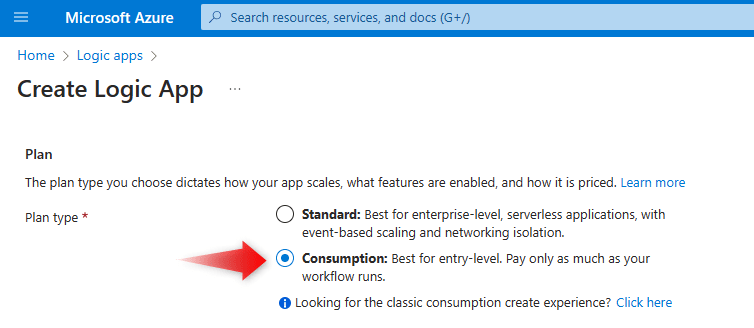 Microsoft Azure
Search resources, services, and docs (G+/)
Home > Logic apps >
Create Logic App ...
Plan
The plan type you choose dictates how your app scales, what features are enabled, and how it is priced. Learn more
Plan type *
Standard: Best for enterprise-level, serverless applications, with
event-based scaling and networking isolation.
Consumption: Best for entry-level. Pay only as much as your
workflow runs.
Looking for the classic consumption create experience? Click here